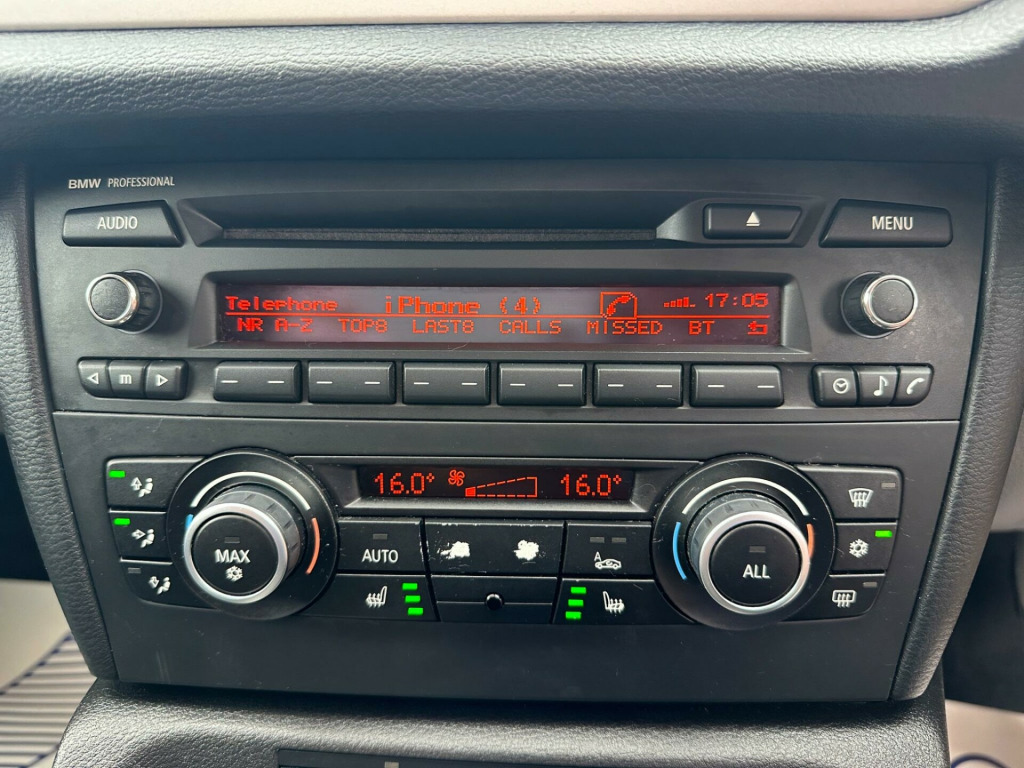 BMW PROFESSIONAL
AUDIO
MENU
Telephone iPhone (4) 17:05
NR A-Z TOP8 LAST8 CALLS MISSED BT
m
16.0° 16.0°
MAX
AUTO
A
ALL